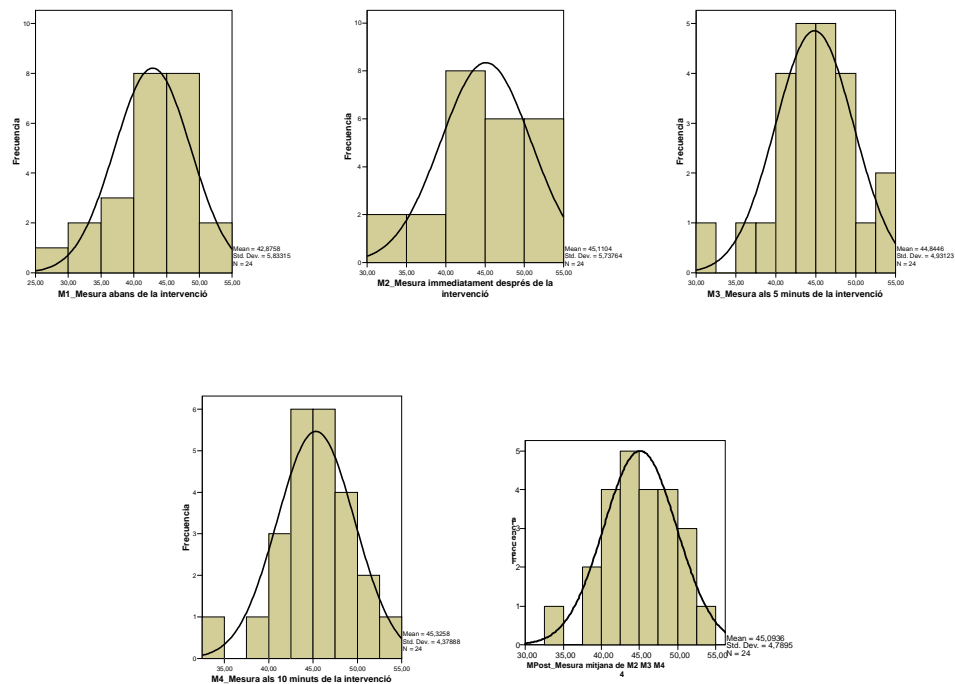 10
8
6
4
2
0
Frecuencia
25,00 30,00 35,00 40,00 45,00 50,00 55,00
M1_Mesura abans de la intervenció
Mean = 42,8758
Std. Dev. = 5,83315
N = 24
10
8
6
4
2
0
Frecuencia
30,00 35,00 40,00 45,00 50,00 55,00
M2_Mesura immediatament després de la
intervenció
Mean = 45,1104
Std. Dev. = 5,73764
N = 24
5
4
3
2
1
0
Frecuencia
30,00 35,00 40,00 45,00 50,00 55,00
M3_Mesura als 5 minuts de la intervenció
Mean = 44,8446
Std. Dev. = 4,93123
N = 24
6
5
4
3
2
1
0
Frecuencia
35,00 40,00 45,00 50,00 55,00
M4_Mesura als 10 minuts de la intervenció
Mean = 45,3258
Std. Dev. = 4,37868
N = 24
5
4
3
2
1
0
35,00 40,00 45,00 50,00 55,00
MPost_Mesura mitjana de M2 M3 M4
4
Mean = 45,0936
Std. Dev. = 4,7895
N = 24